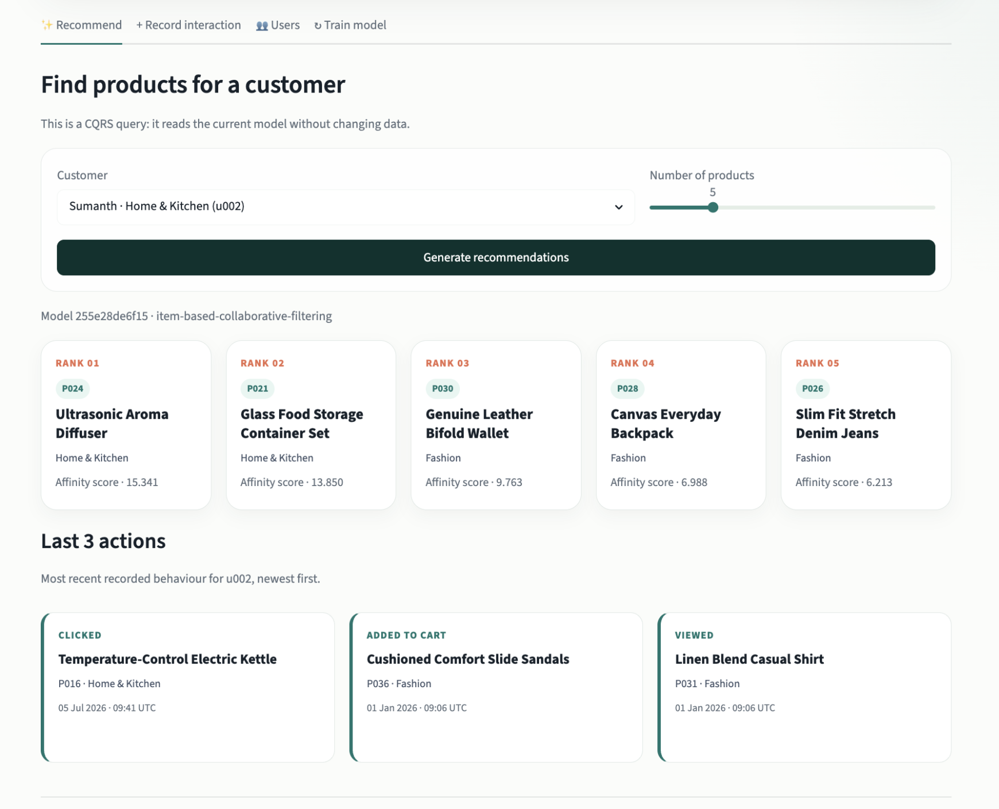 ✨ Recommend + Record interaction 👥 Users ↻ Train model
Find products for a customer
This is a CQRS query: it reads the current model without changing data.
Customer
Sumanth · Home & Kitchen (u002)
Number of products
5
Generate recommendations
Model 255e28de6f15 · item-based-collaborative-filtering
RANK 01
P024
Ultrasonic Aroma
Diffuser
Home & Kitchen
Affinity score · 15.341
RANK 02
P021
Glass Food Storage
Container Set
Home & Kitchen
Affinity score · 13.850
RANK 03
P030
Genuine Leather
Bifold Wallet
Fashion
Affinity score · 9.763
RANK 04
P028
Canvas Everyday
Backpack
Fashion
Affinity score · 6.988
RANK 05
P026
Slim Fit Stretch
Denim Jeans
Fashion
Affinity score · 6.213
Last 3 actions
Most recent recorded behaviour for u002, newest first.
CLICKED
Temperature-Control Electric Kettle
P016 · Home & Kitchen
05 Jul 2026 · 09:41 UTC
ADDED TO CART
Cushioned Comfort Slide Sandals
P036 · Fashion
01 Jan 2026 · 09:06 UTC
VIEWED
Linen Blend Casual Shirt
P031 · Fashion
01 Jan 2026 · 09:06 UTC